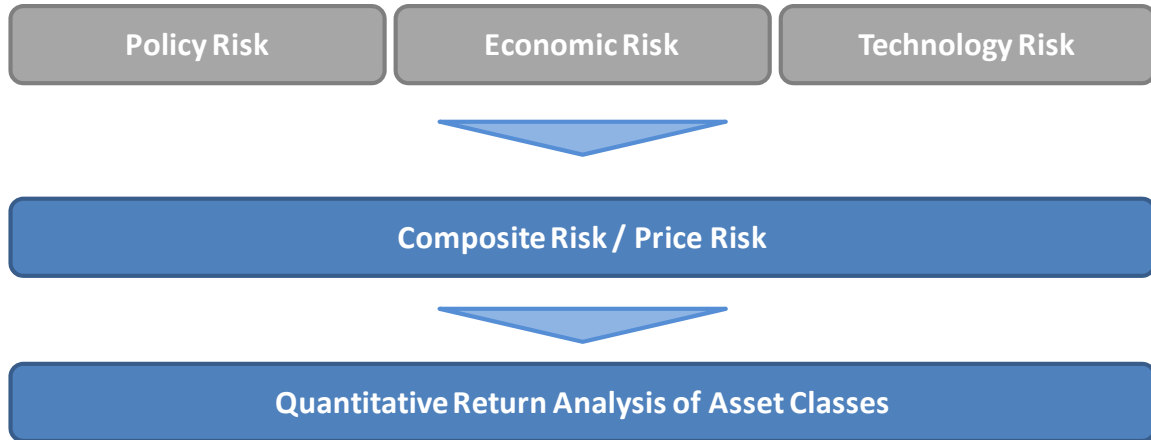 Policy Risk
Economic Risk
Technology Risk
Composite Risk / Price Risk
Quantitative Return Analysis of Asset Classes